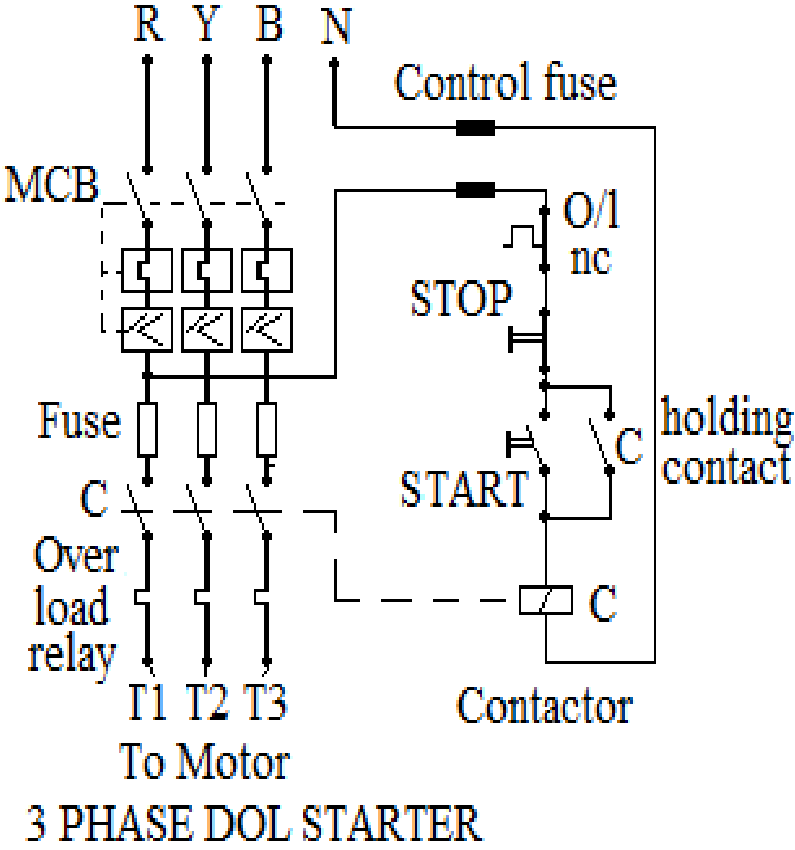 R Y B N
Control fuse
MCB
O/l
nc
STOP
Fuse
holding
contact
C
START
C
Over
load
relay
C
T1 T2 T3
Contactor
To Motor
3 PHASE DOL STARTER